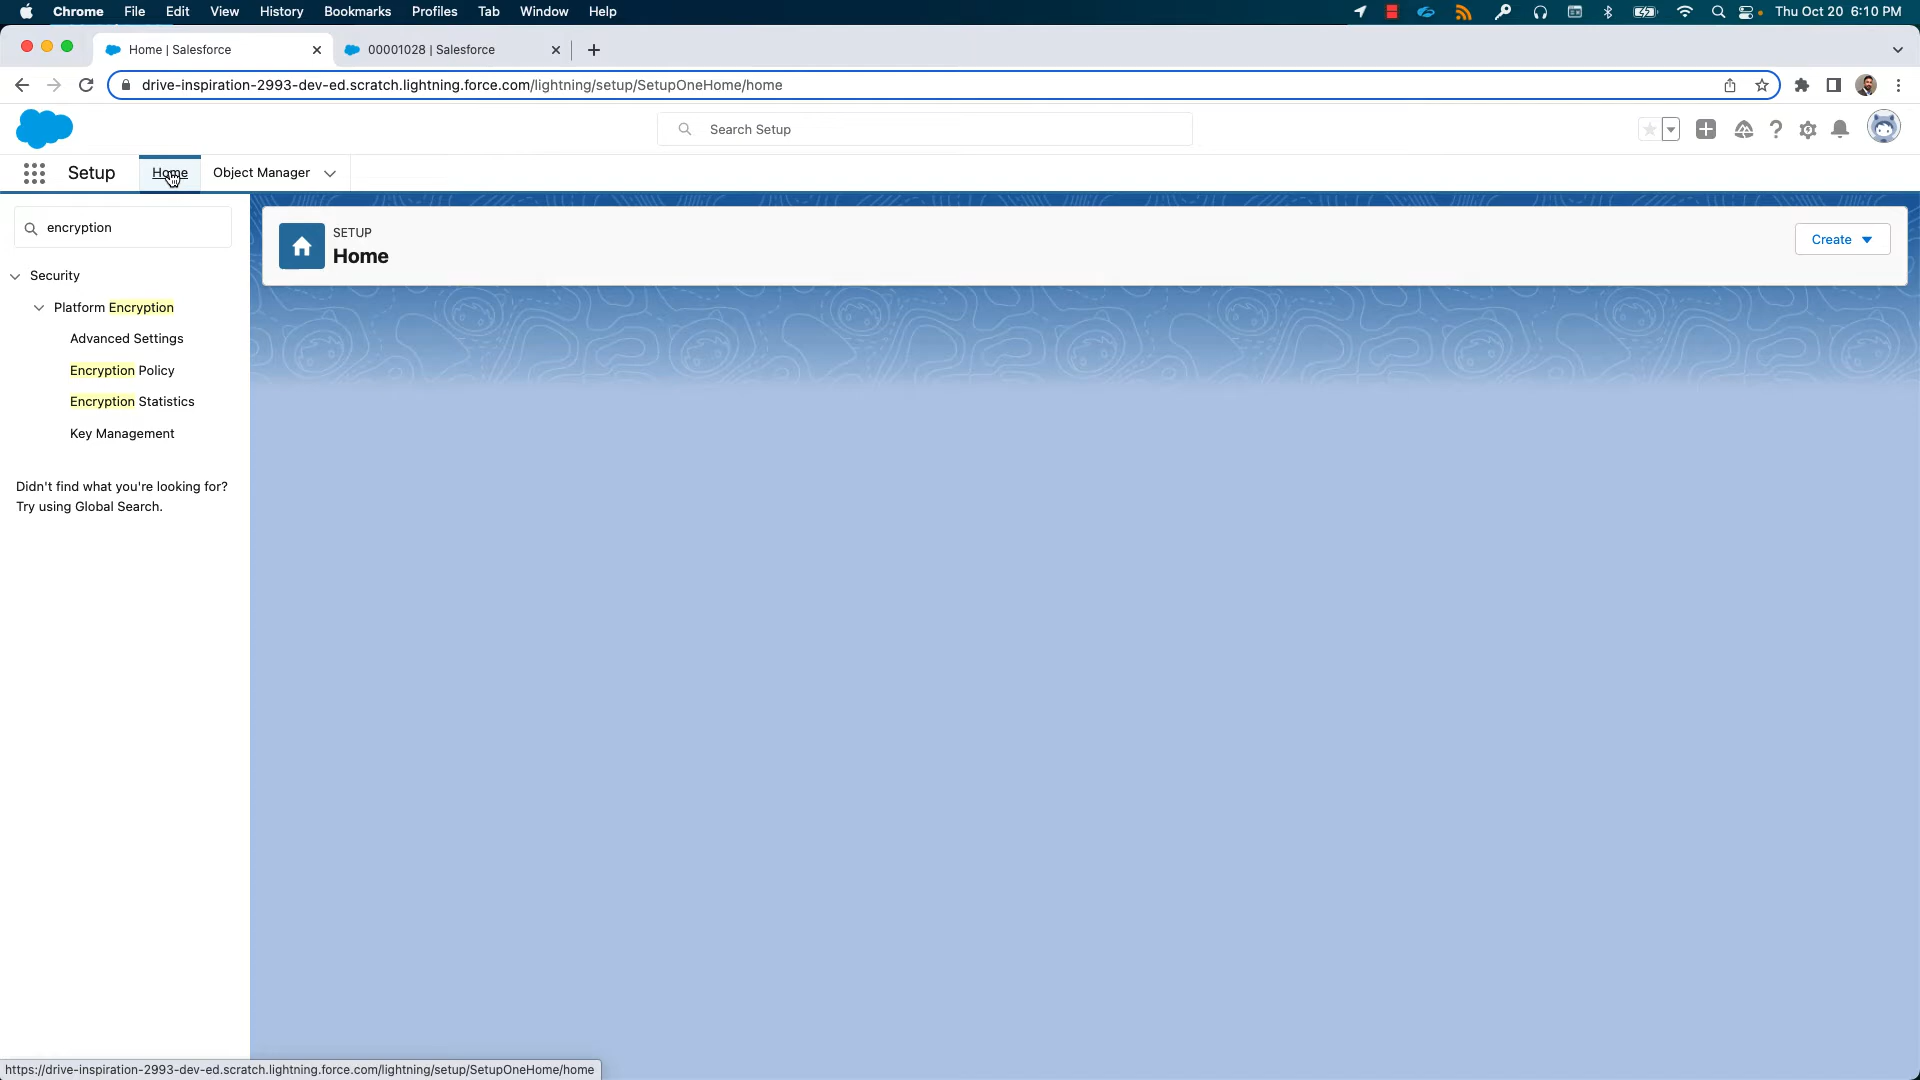 Chrome File Edit View History Bookmarks Profiles Tab Window Help Thu Oct 20 6:10 PM
Home | Salesforce 00001028 | Salesforce
drive-inspiration-2993-dev-ed.scratch.lightning.force.com/lightning/setup/SetupOneHome/home
Search Setup
Setup Home Object Manager
encryption
SETUP
Home
Create
Security
Platform Encryption
Advanced Settings
Encryption Policy
Encryption Statistics
Key Management
Didn't find what you're looking for?
Try using Global Search.
https://drive-inspiration-2993-dev-ed.scratch.lightning.force.com/lightning/setup/SetupOneHome/home